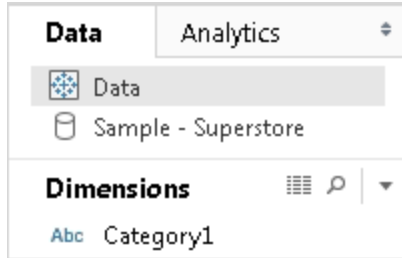 Data Analytics
Data
Sample - Superstore
Dimensions
Abc Category1